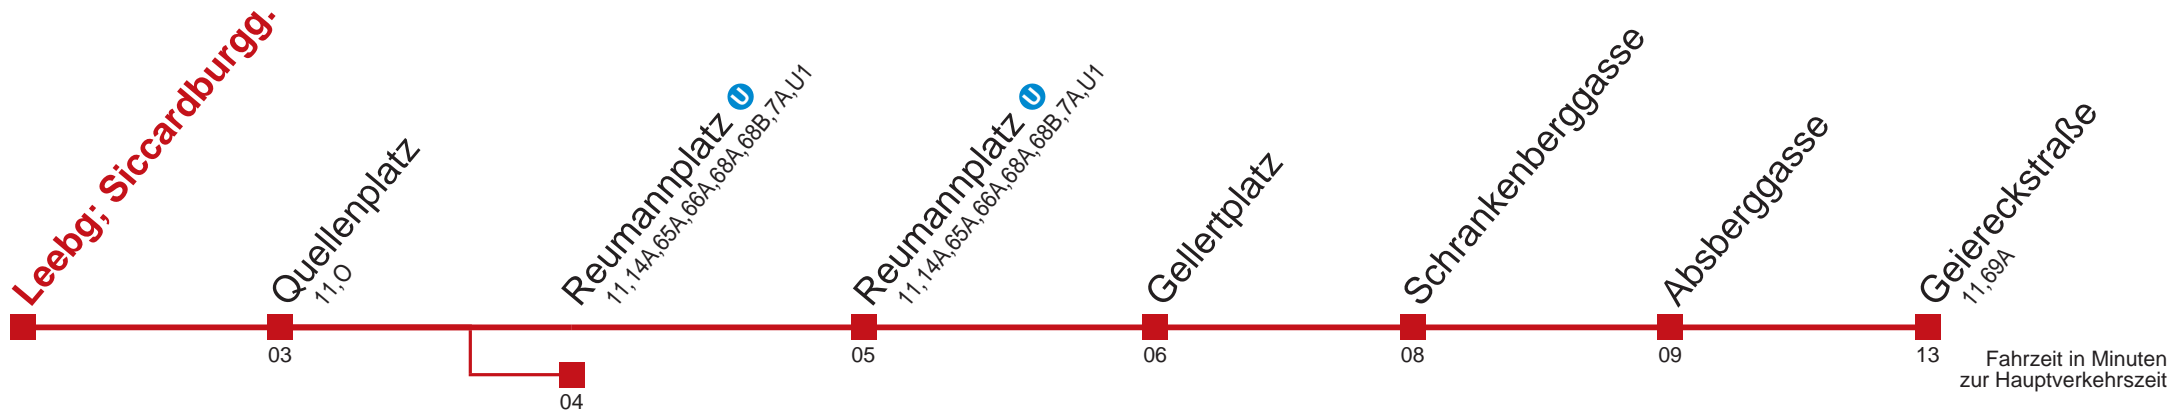 Leebg; Siccardburgg.
Quellenplatz
11,O
Reumannplatz U
11,14A,65A,66A,68A,68B,7A,U1
Reumannplatz U
11,14A,65A,66A,68A,68B,7A,U1
Gellertplatz
Schrankenberggasse
Absberggasse
Geiereckstraße
11,69A
03
04
05
06
08
09
13
Fahrzeit in Minuten
zur Hauptverkehrszeit